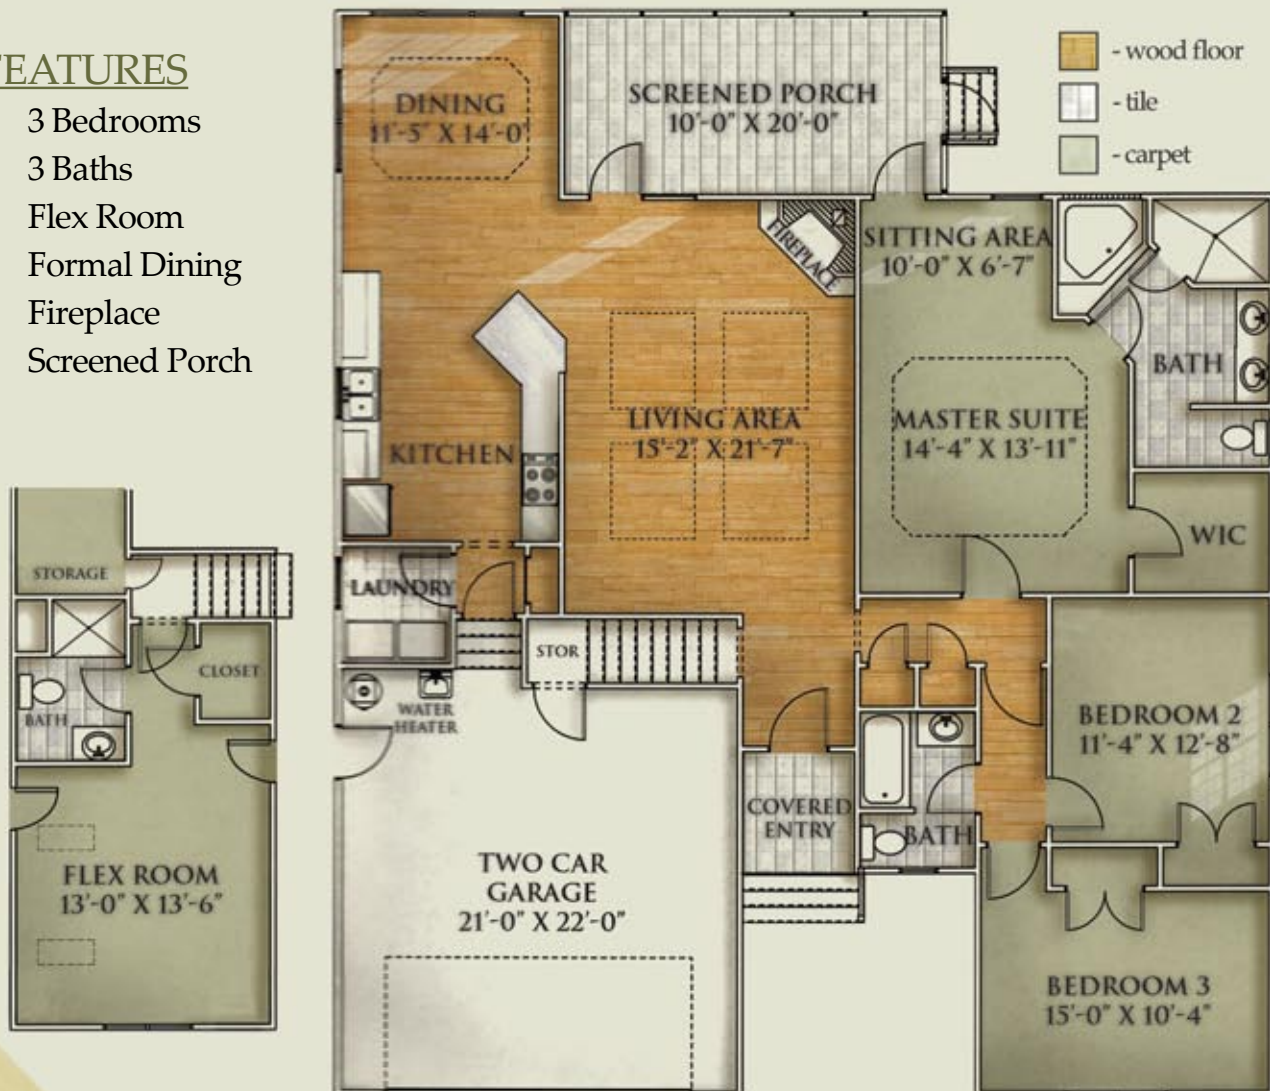 FEATURES
3 Bedrooms
3 Baths
Flex Room
Formal Dining
Fireplace
Screened Porch
- wood floor
- tile
- carpet
DINING
11'-5" X 14'-0"
SCREENED PORCH
10'-0" X 20'-0"
FIREPLACE
SITTING AREA
10'-0" X 6'-7"
BATH
LIVING AREA
15'-2" X 21'-7"
MASTER SUITE
14'-4" X 13'-11"
KITCHEN
WIC
LAUNDRY
STOR
WATER
HEATER
BEDROOM 2
11'-4" X 12'-8"
COVERED
ENTRY
BATH
TWO CAR
GARAGE
21'-0" X 22'-0"
BEDROOM 3
15'-0" X 10'-4"
STORAGE
CLOSET
BATH
FLEX ROOM
13'-0" X 13'-6"